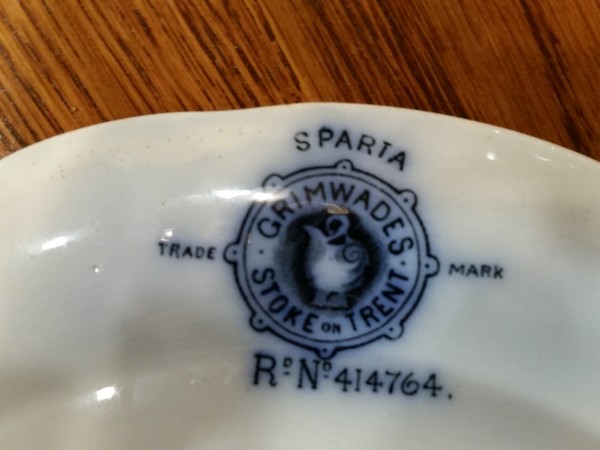 SPARTA
GRIMWADES
TRADE MARK
STOKE ON TRENT
Rᵈ Nº 414764.